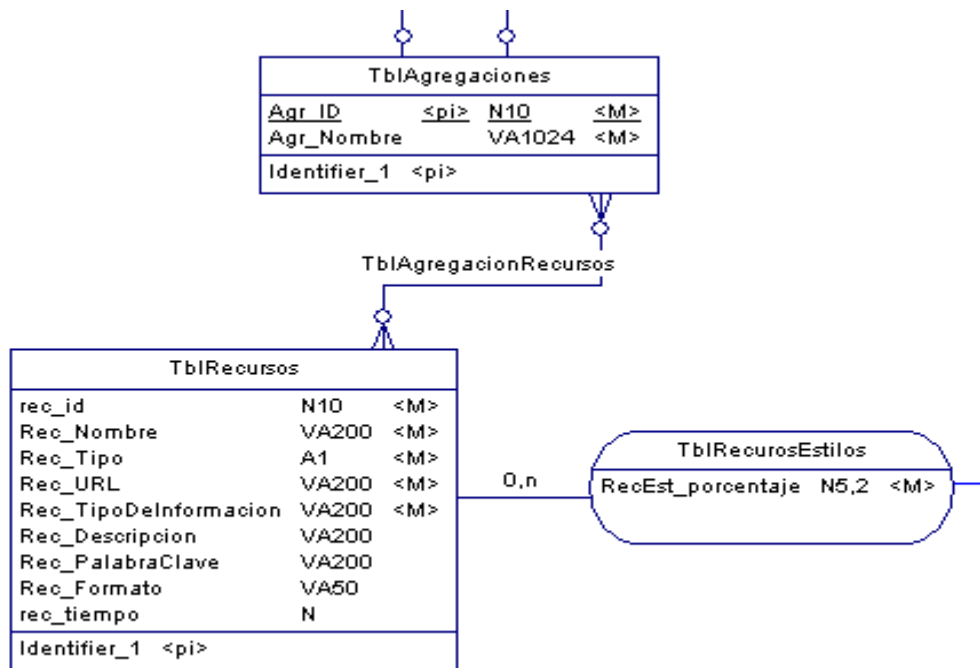 TblAgregaciones
Agr_ID <pi> N10 <M>
Agr_Nombre VA1024 <M>
Identifier_1 <pi>
TblAgregacionRecursos
TblRecursos
rec_id N10 <M>
Rec_Nombre VA200 <M>
Rec_Tipo A1 <M>
Rec_URL VA200 <M>
Rec_TipoDeInformacion VA200 <M>
Rec_Descripcion VA200
Rec_PalabraClave VA200
Rec_Formato VA50
rec_tiempo N
Identifier_1 <pi>
0,n
TblRecurosEstilos
RecEst_porcentaje N5,2 <M>